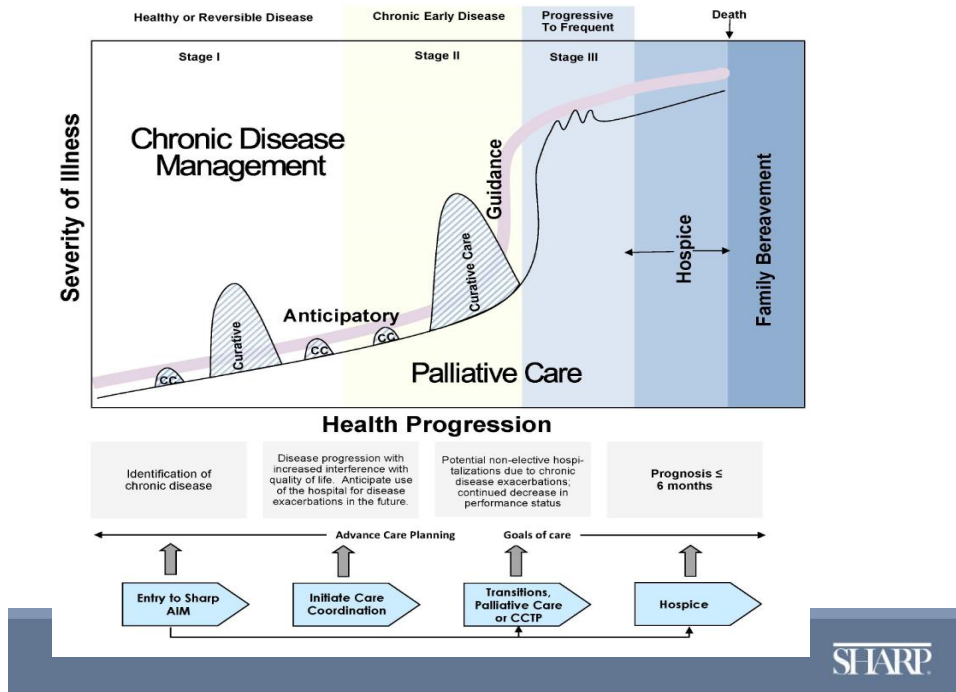 Healthy or Reversible Disease
Chronic Early Disease
Progressive
To Frequent
Death
Stage I
Stage II
Stage III
Chronic Disease
Management
Severity of Illness
Guidance
Curative Care
Curative
Anticipatory
CC
CC
CC
Hospice
Family Bereavement
Palliative Care
Health Progression
Identification of
chronic disease
Disease progression with
increased interference with
quality of life. Anticipate use
of the hospital for disease
exacerbations in the future.
Potential non-elective hospi-
talizations due to chronic
disease exacerbations;
continued decrease in
performance status
Prognosis ≤
6 months
Advance Care Planning
Goals of care
Entry to Sharp
AIM
Initiate Care
Coordination
Transitions,
Palliative Care
or CCTP
Hospice
SHARP.